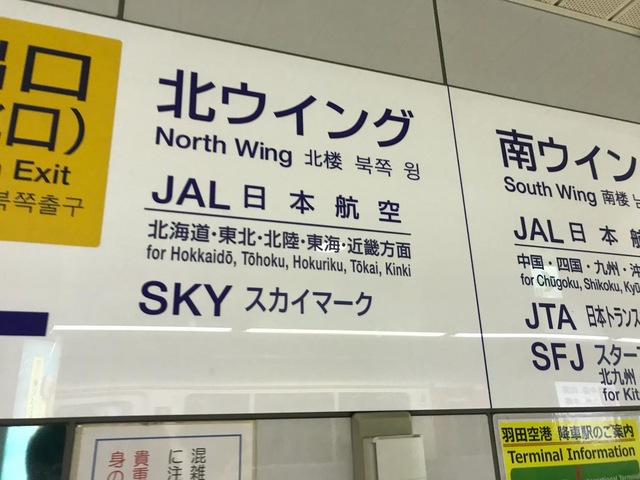 口
口)
Exit
북쪽출구
北ウイング
North Wing 北楼 북쪽 윙
JAL 日本航空
北海道・東北・北陸・東海・近畿方面
for Hokkaidō, Tōhoku, Hokuriku, Tōkai, Kinki
SKY スカイマーク
南ウイン
South Wing 南楼
JAL 日本
中国・四国・九州・沖
for Chūgoku, Shikoku, Kyū
JTA 日本トランス
SFJ スター
北九州
for Kit
混雑
に注
貴重
身の
羽田空港 降車駅のご案内
Terminal Information